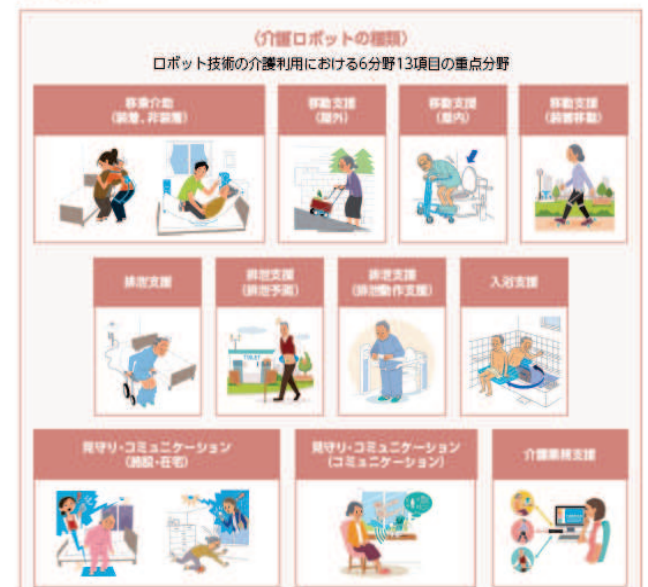 〈介護ロボットの種類〉
ロボット技術の介護利用における6分野13項目の重点分野
移乗介助
(装着、非装着)
移動支援
(屋外)
移動支援
(屋内)
移動支援
(装着移動)
排泄支援
排泄支援
(排泄予測)
排泄支援
(排泄動作支援)
入浴支援
TOILET
見守り・コミュニケーション
(施設・在宅)
見守り・コミュニケーション
(コミュニケーション)
介護業務支援